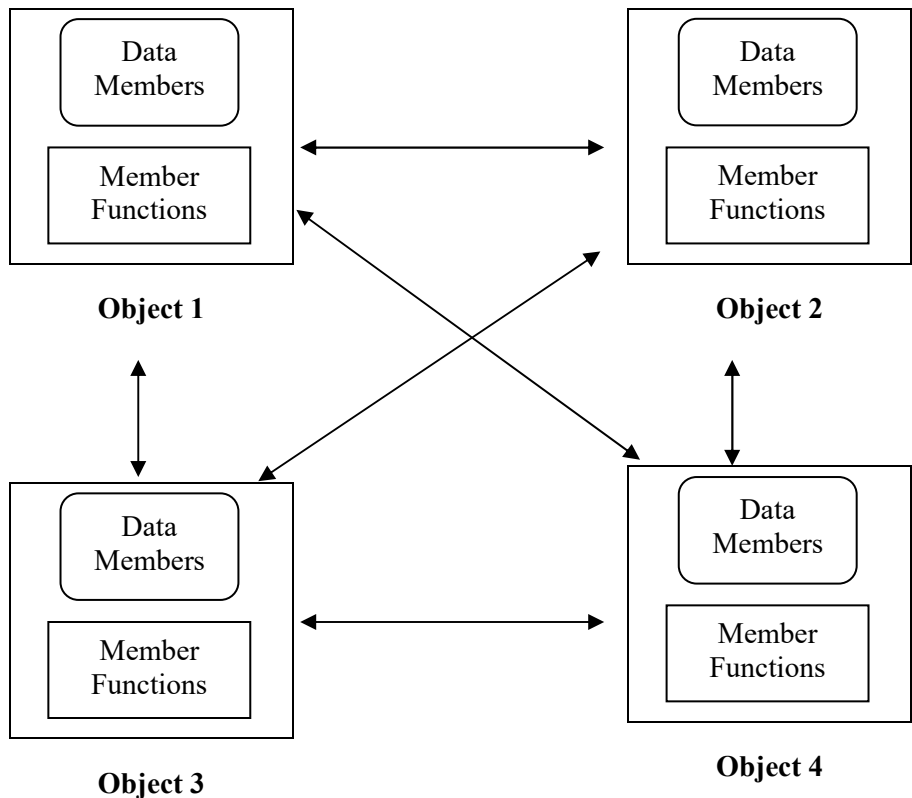 Data
Members
Member
Functions
Object 1
Data
Members
Member
Functions
Object 2
Data
Members
Member
Functions
Object 3
Data
Members
Member
Functions
Object 4